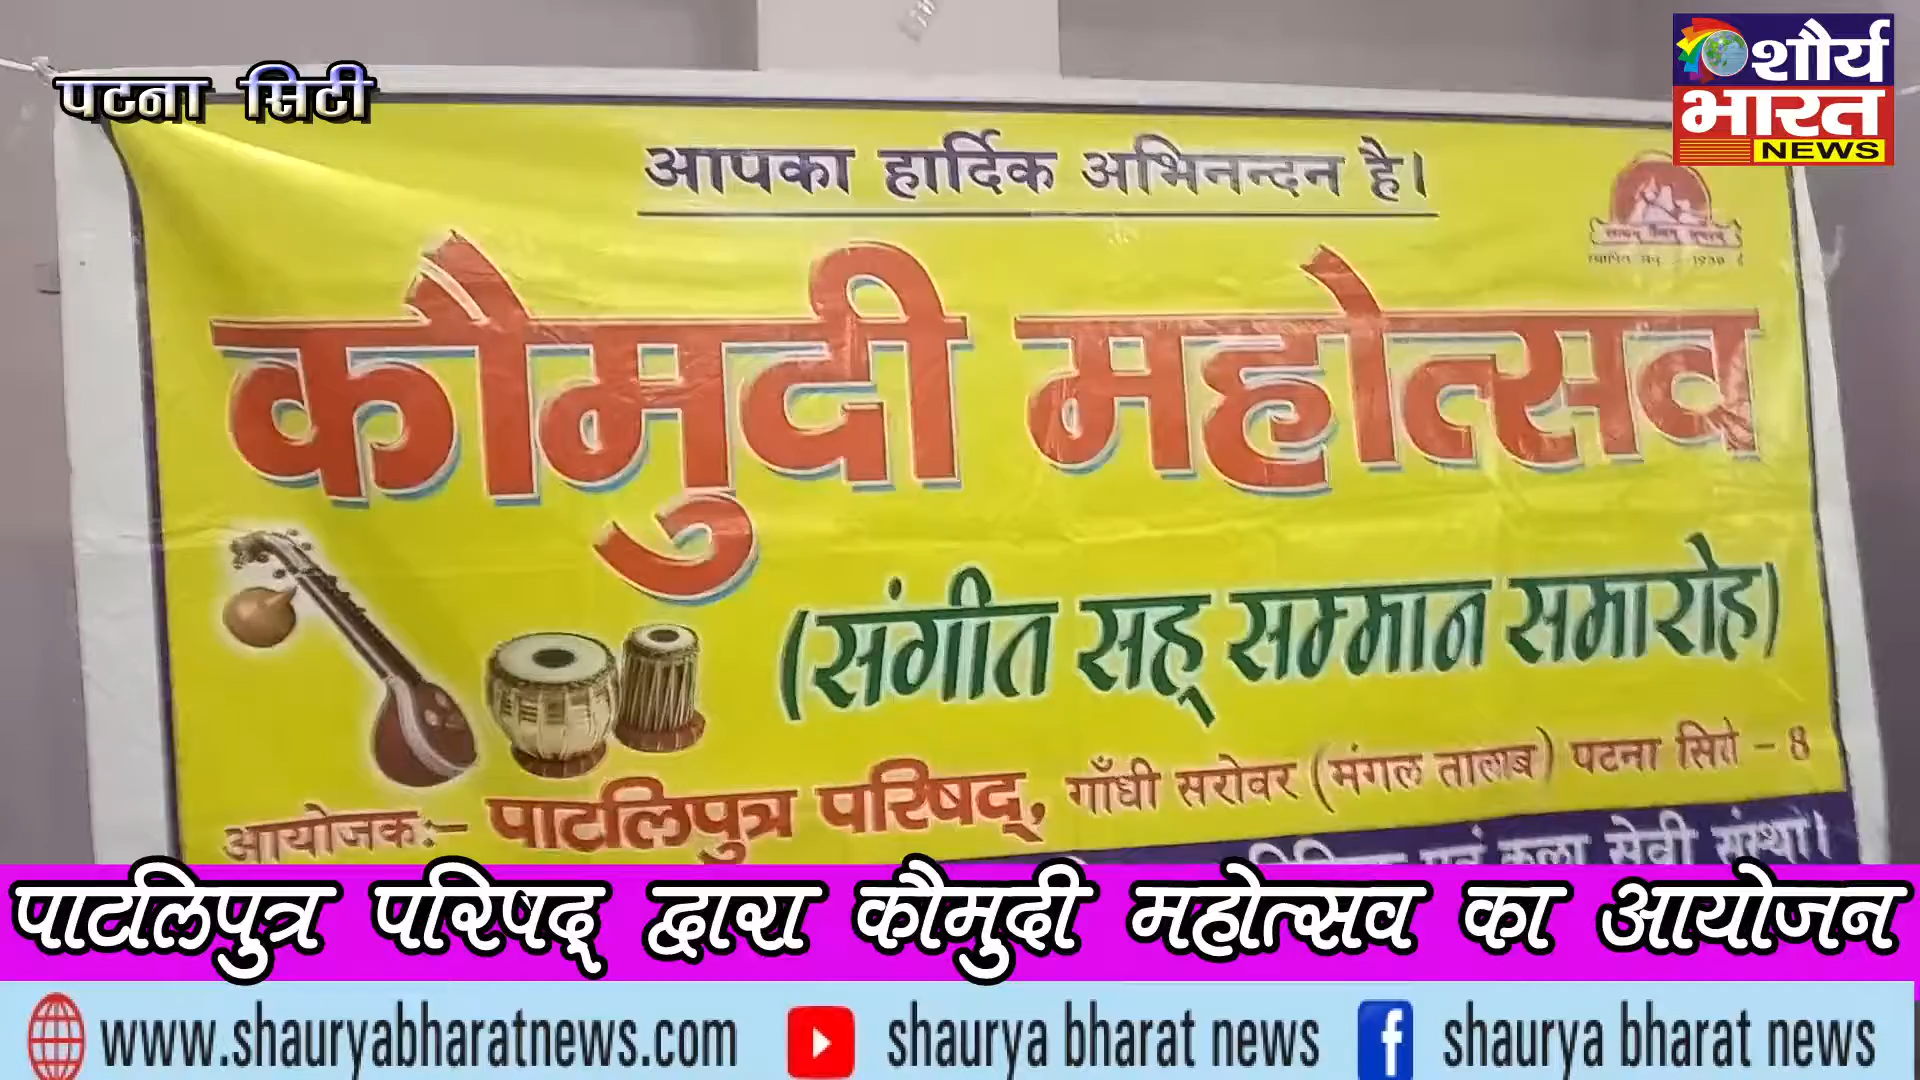 पटना सिटी
शौर्य
भारत
NEWS
आपका हार्दिक अभिनन्दन है।
कौमुदी महोत्सव
(संगीत सह् सम्मान समारोह)
आयोजक:- पाटलिपुत्र परिषद्, गाँधी सरोवर (मंगल तालाब) पटना सिटी - 8
एवं कला सेवी संस्था।
पाटलिपुत्र परिषद् द्वारा कौमुदी महोत्सव का आयोजन
www.shauryabharatnews.com shaurya bharat news shaurya bharat news